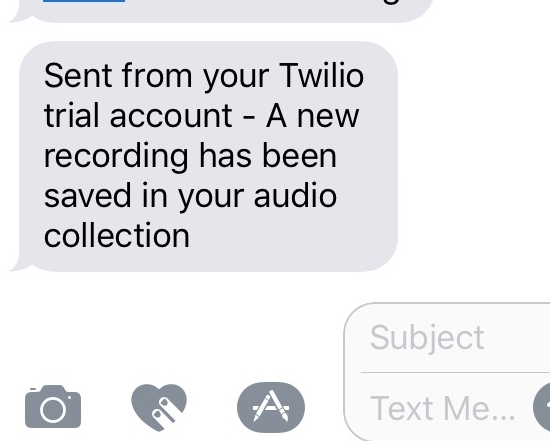 Sent from your Twilio
trial account - A new
recording has been
saved in your audio
collection
Subject
Text Me...